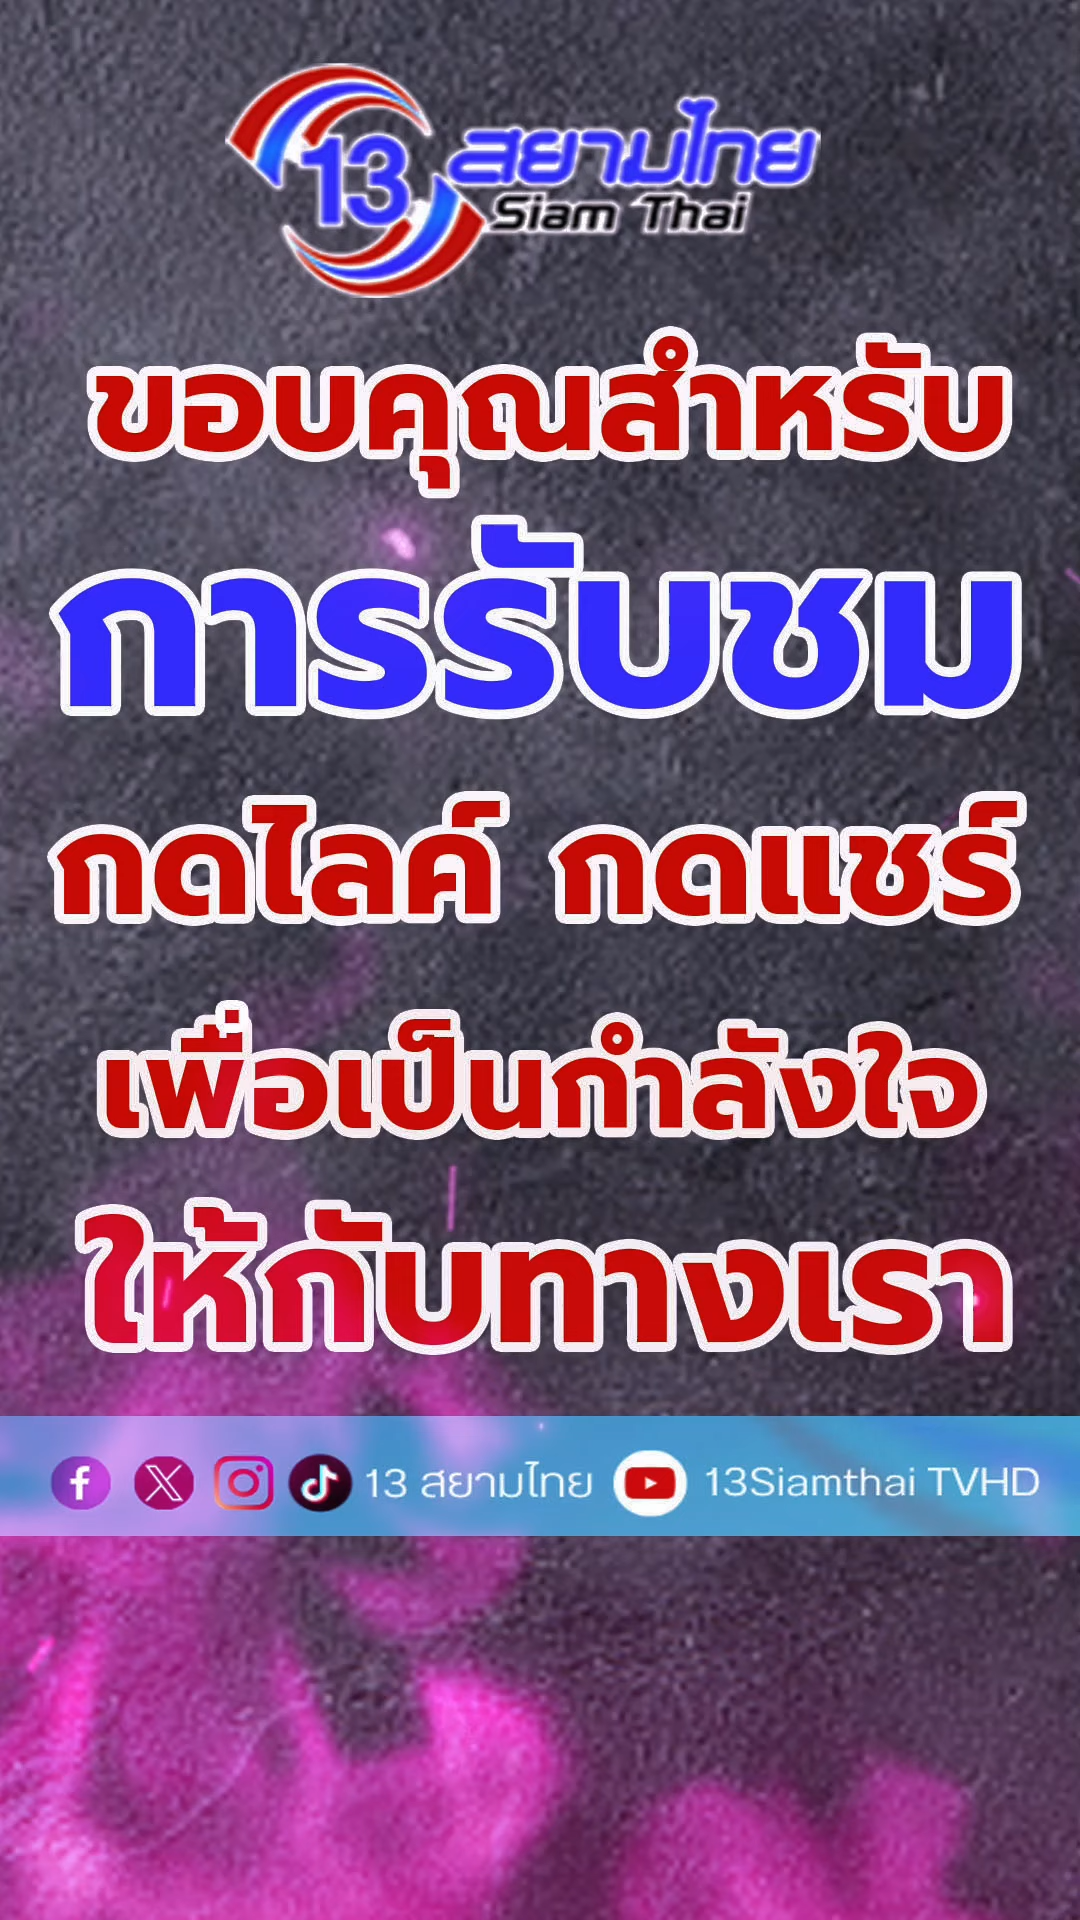 13 สยามไทย
Siam Thai
ขอบคุณสำหรับ
การรับชม
กดไลค์ กดแชร์
เพื่อเป็นกำลังใจ
ให้กับทางเรา
13 สยามไทย 13Siamthai TVHD